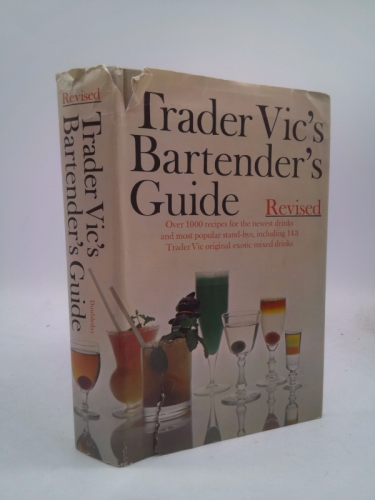 Revised
Trader Vic's
Bartender's Guide
Doubleday
Trader Vic's
Bartender's
Guide Revised
Over 1000 recipes for the newest drinks
and most popular stand-bys, including 143
Trader Vic original exotic mixed drinks